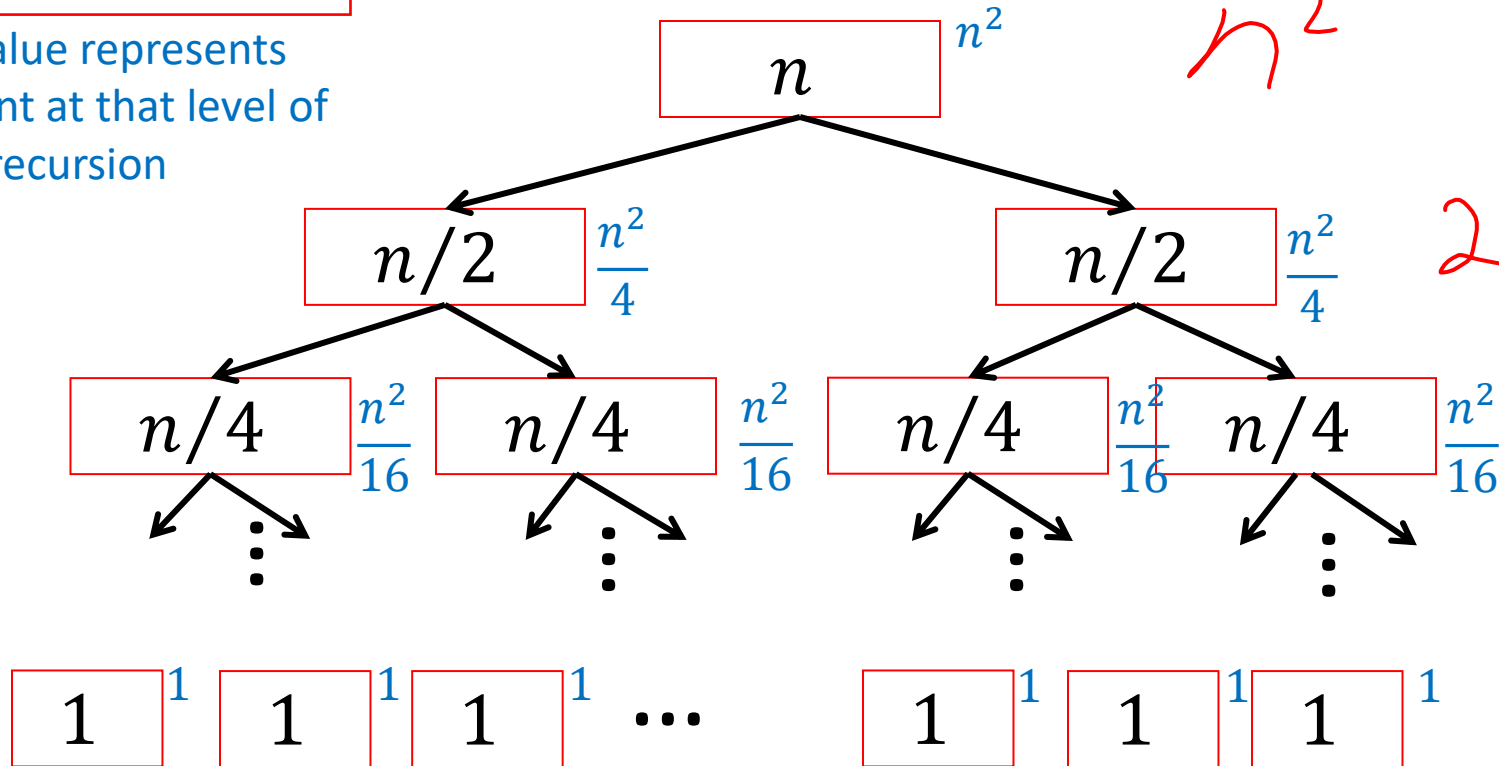 alue represents
nt at that level of
recursion
n n² n²
n/2 n²/4 n/2 n²/4 2
n/4 n²/16 n/4 n²/16 n/4 n²/16 n/4 n²/16
⋮ ⋮ ⋮ ⋮
1 1 1 1 1 1 ⋯ 1 1 1 1 1 1